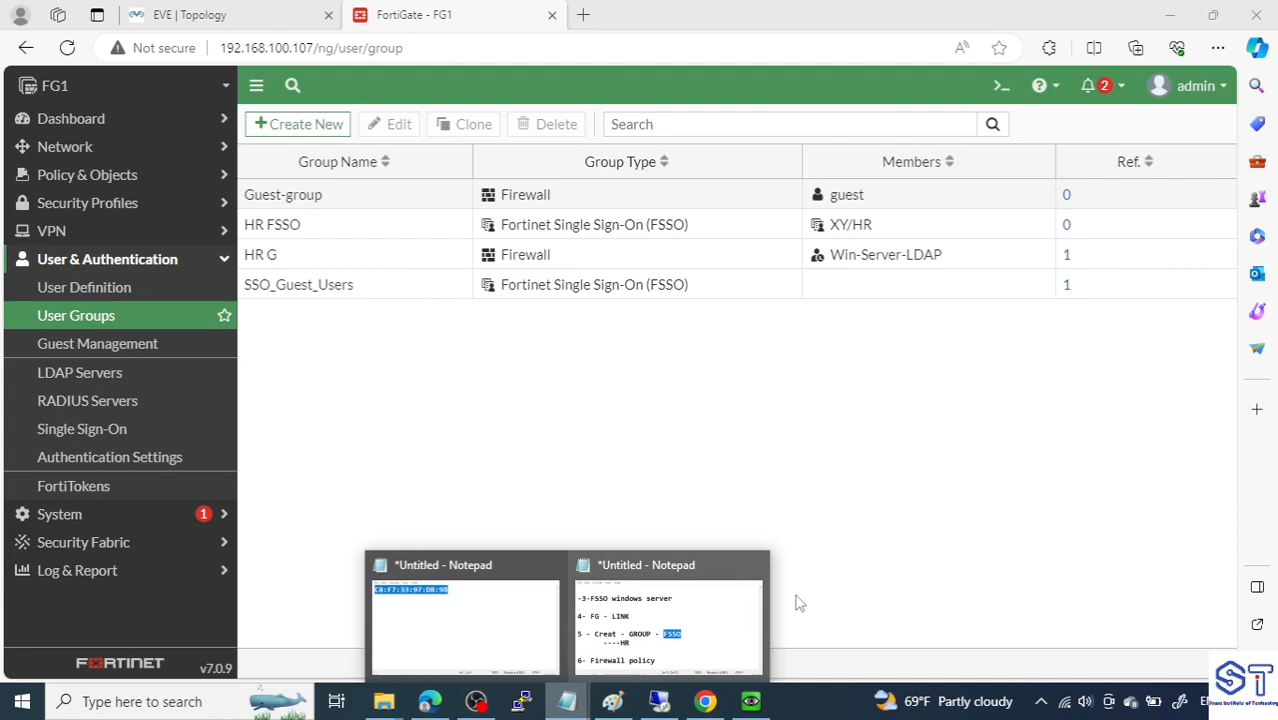 EVE | Topology
FortiGate - FG1
Not secure
192.168.100.107/ng/user/group
FG1
2
admin
Dashboard
Network
Policy & Objects
Security Profiles
VPN
User & Authentication
User Definition
User Groups
Guest Management
LDAP Servers
RADIUS Servers
Single Sign-On
Authentication Settings
FortiTokens
System 1
Security Fabric
Log & Report
FORTINET v7.0.9
+Create New Edit Clone Delete Search
Group Name Group Type Members Ref.
Guest-group Firewall guest 0
HR FSSO Fortinet Single Sign-On (FSSO) XY/HR 0
HR G Firewall Win-Server-LDAP 1
SSO_Guest_Users Fortinet Single Sign-On (FSSO) 1
*Untitled - Notepad
C8:F7:33:97:DB:9B
*Untitled - Notepad
-3-FSSO windows server
4- FG - LINK
5 - Creat - GROUP - FSSO
----HR
6- Firewall policy
Type here to search
69°F Partly cloudy